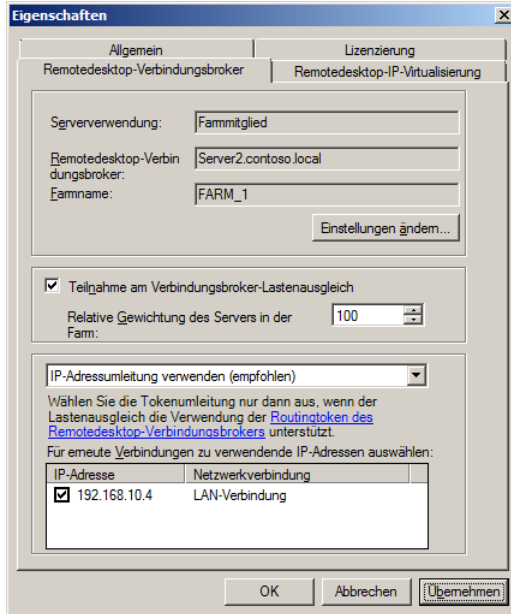 Eigenschaften
Allgemein
Lizenzierung
Remotedesktop-Verbindungsbroker
Remotedesktop-IP-Virtualisierung
Serververwendung:
Farmmitglied
Remotedesktop-Verbin
dungsbroker:
Server2.contoso.local
Farmname:
FARM_1
Einstellungen ändern...
Teilnahme am Verbindungsbroker-Lastenausgleich
Relative Gewichtung des Servers in der
Farm:
100
IP-Adressumleitung verwenden (empfohlen)
Wählen Sie die Tokenumleitung nur dann aus, wenn der
Lastenausgleich die Verwendung der Routingtoken des
Remotedesktop-Verbindungsbrokers unterstützt.
Für erneute Verbindungen zu verwendende IP-Adressen auswählen:
IP-Adresse
Netzwerkverbindung
192.168.10.4
LAN-Verbindung
OK
Abbrechen
Übernehmen